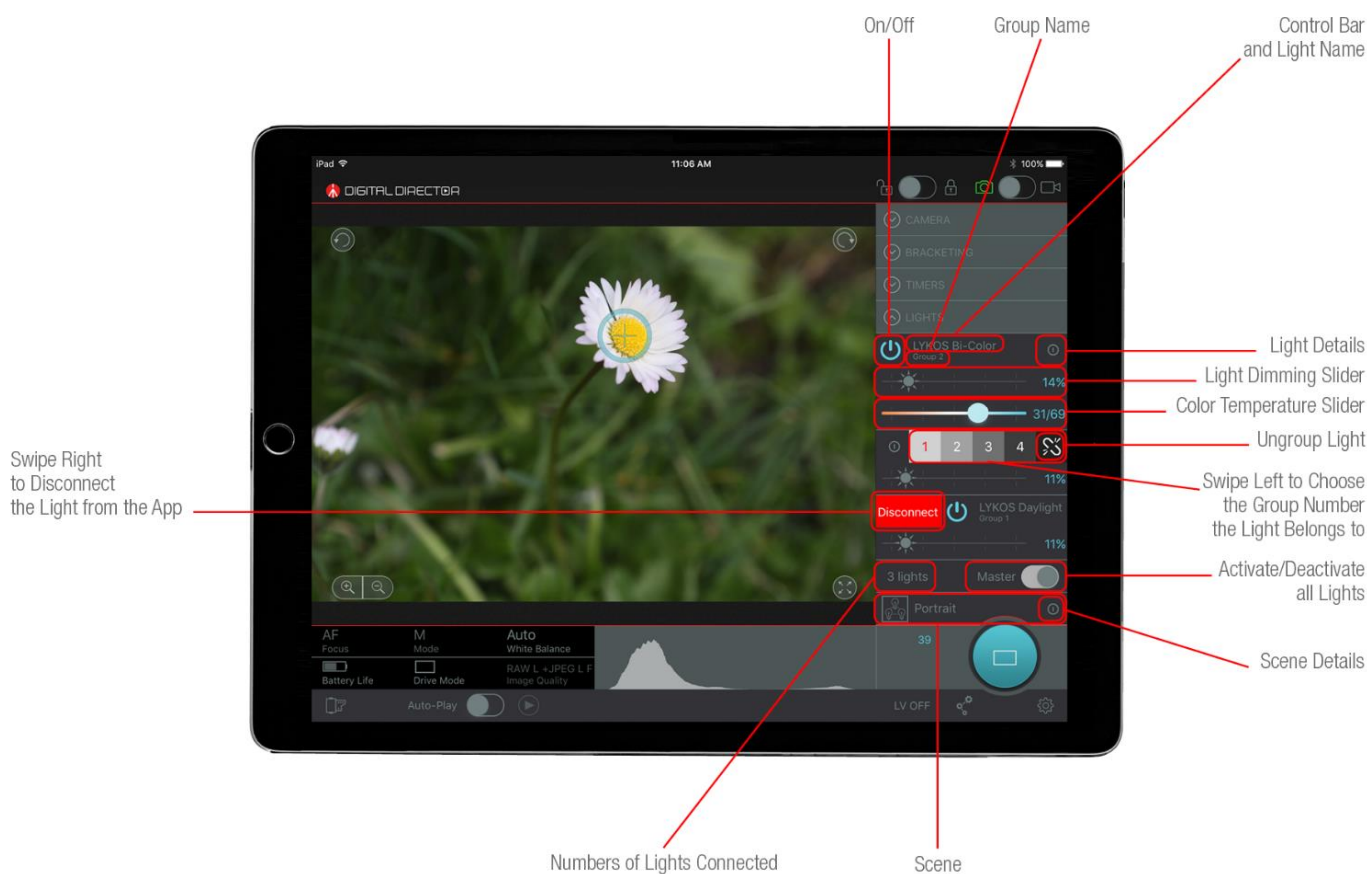 On/Off
Group Name
Control Bar
and Light Name
iPad
11:06 AM
100%
DIGITAL DIRECTOR
CAMERA
BRACKETING
TIMERS
LIGHTS
LYKOS Bi-Color
Group 2
Light Details
14%
Light Dimming Slider
31/69
Color Temperature Slider
1 2 3 4
Ungroup Light
11%
Swipe Left to Choose
the Group Number
the Light Belongs to
Swipe Right
to Disconnect
the Light from the App
Disconnect
LYKOS Daylight
Group 1
11%
3 lights
Master
Activate/Deactivate
all Lights
Portrait
Scene Details
AF
Focus
M
Mode
Auto
White Balance
39
Battery Life
Drive Mode
RAW L +JPEG L F
Image Quality
Auto-Play
LV OFF
Numbers of Lights Connected
Scene